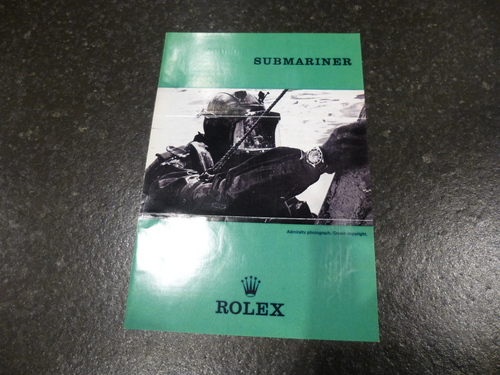 SUBMARINER
Admiralty photograph. Crown copyright.
ROLEX